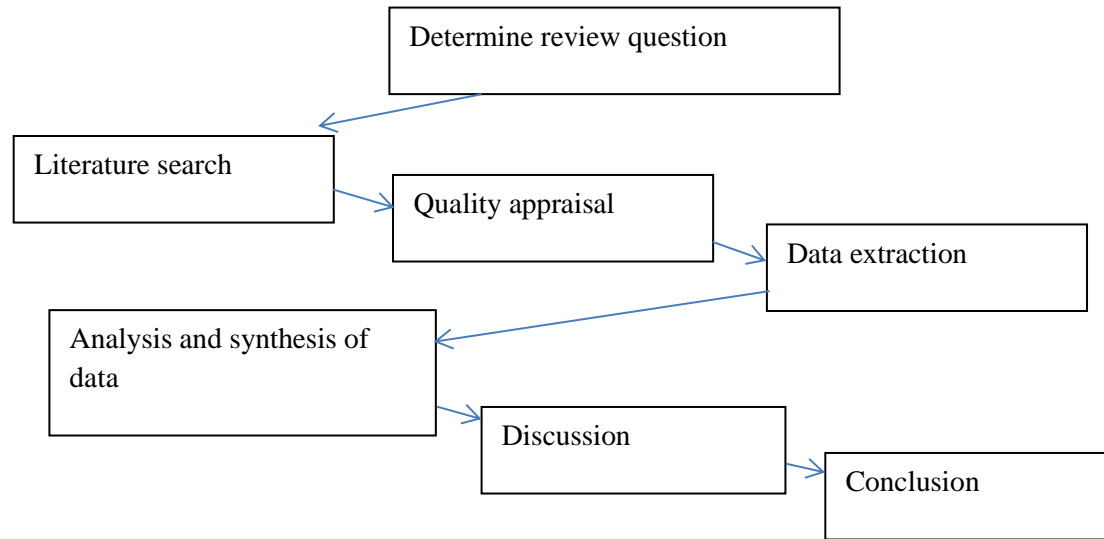 Determine review question
Literature search
Quality appraisal
Data extraction
Analysis and synthesis of
data
Discussion
Conclusion